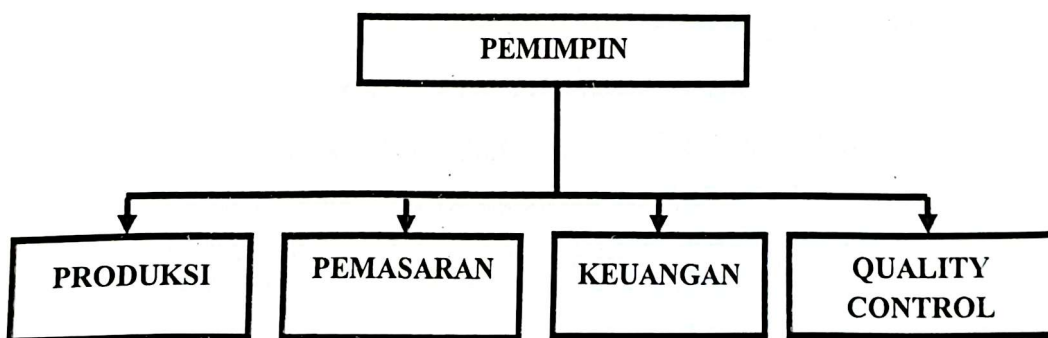 PEMIMPIN
PRODUKSI
PEMASARAN
KEUANGAN
QUALITY
CONTROL